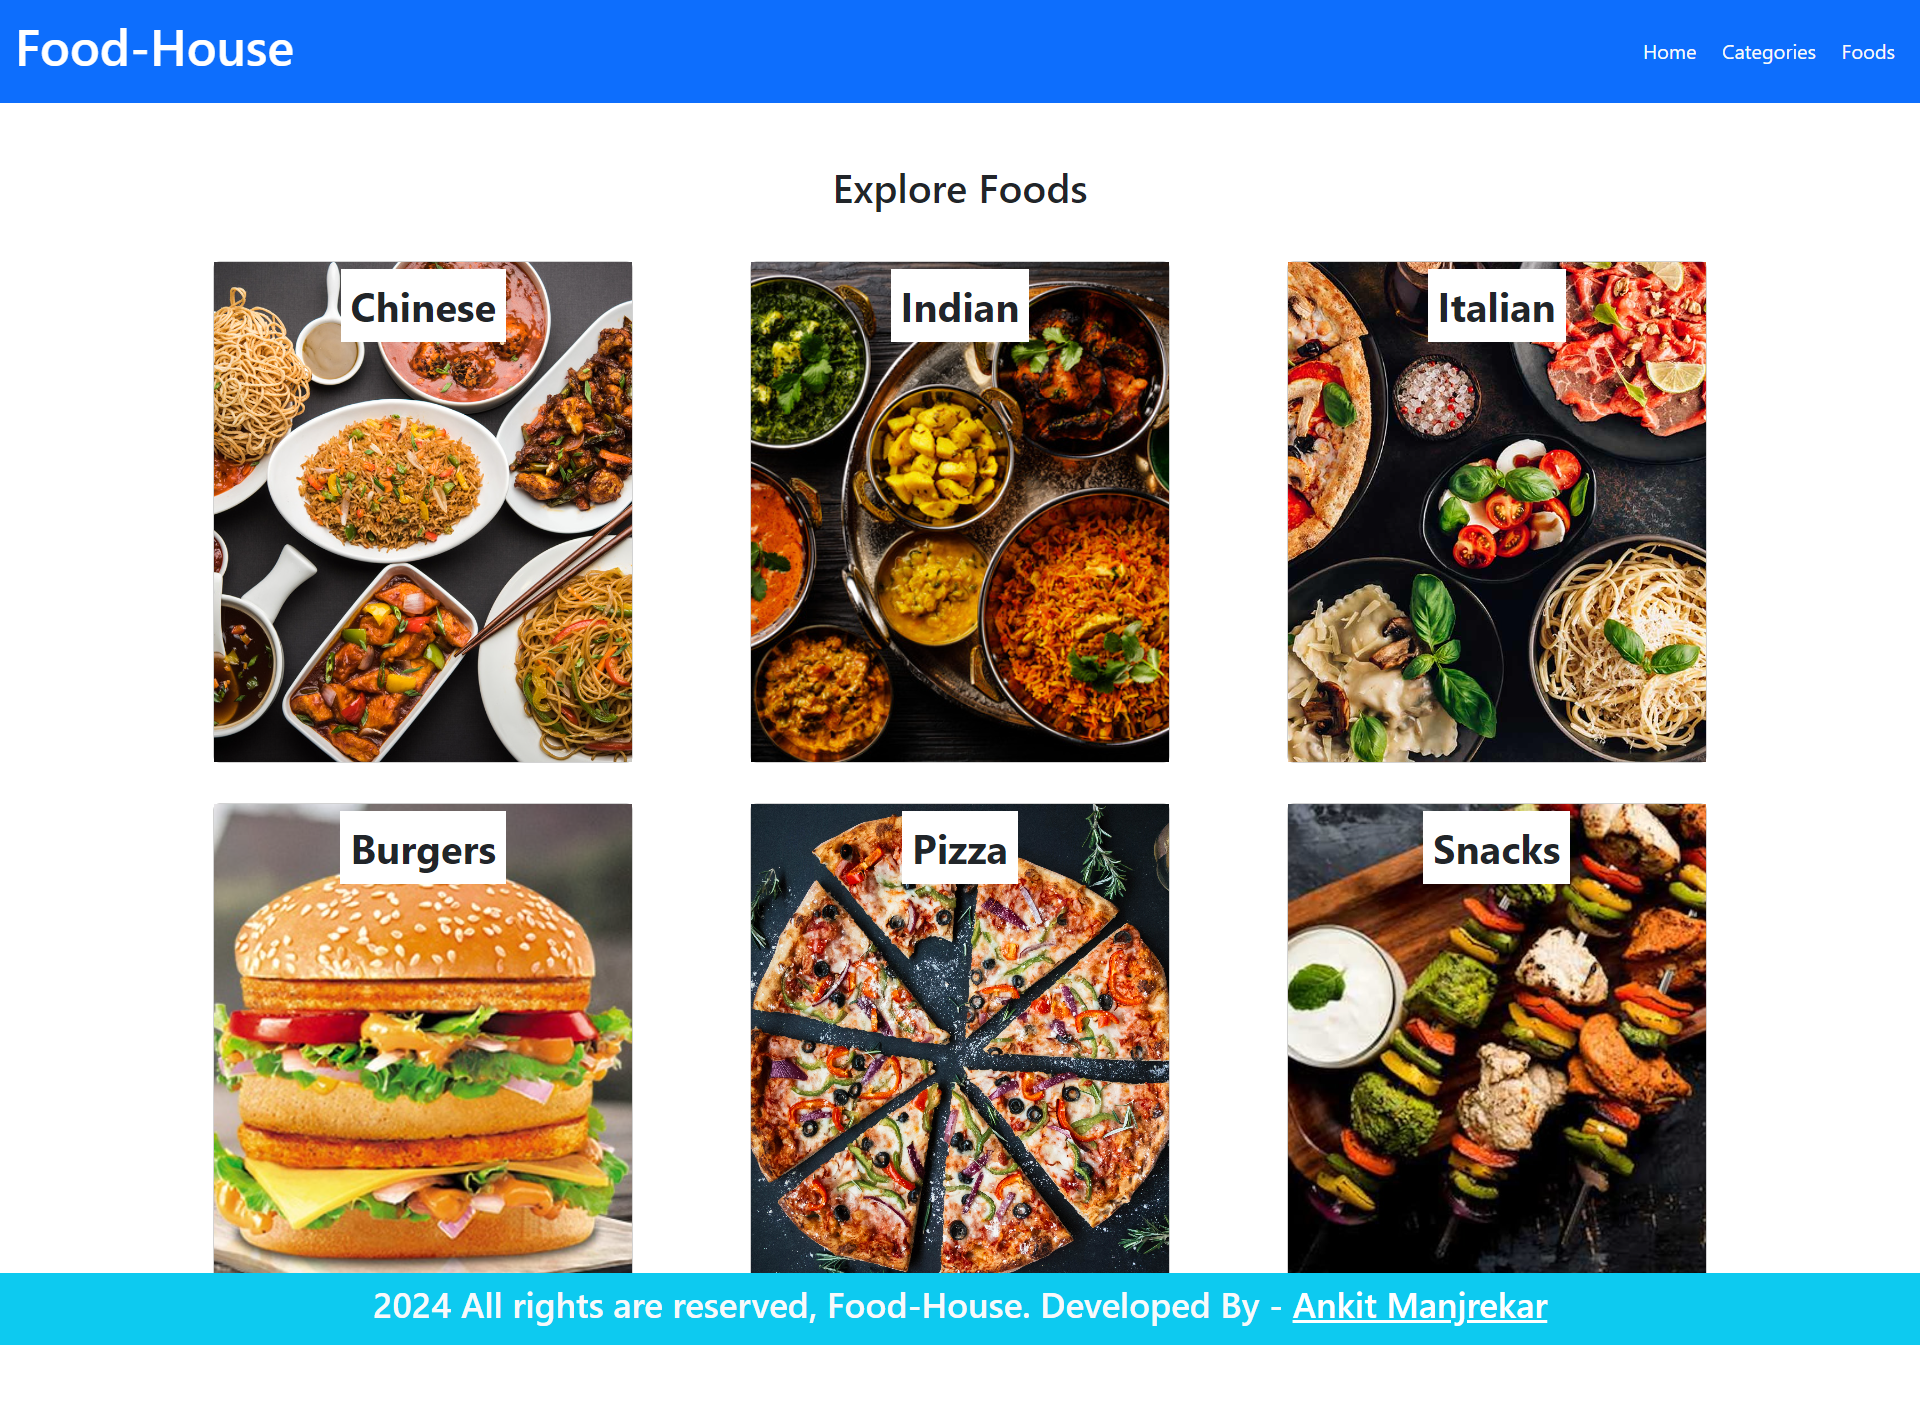 Food-House
Home Categories Foods
Explore Foods
Chinese
Indian
Italian
Burgers
Pizza
Snacks
2024 All rights are reserved, Food-House. Developed By - Ankit Manjrekar